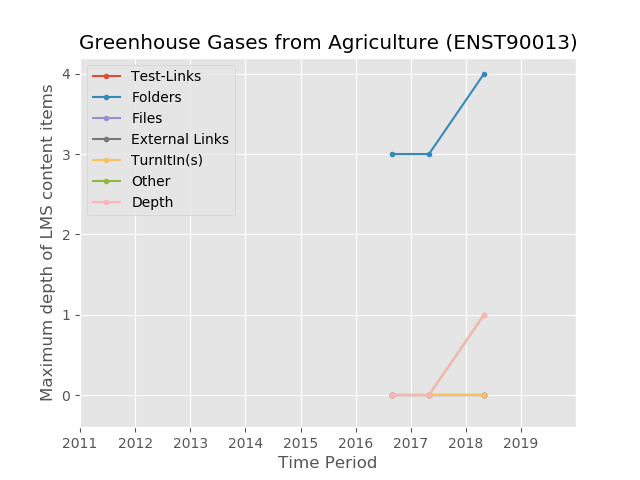 Greenhouse Gases from Agriculture (ENST90013)
Maximum depth of LMS content items
4
3
2
1
0
Test-Links
Folders
Files
External Links
TurnItIn(s)
Other
Depth
2011 2012 2013 2014 2015 2016 2017 2018 2019
Time Period